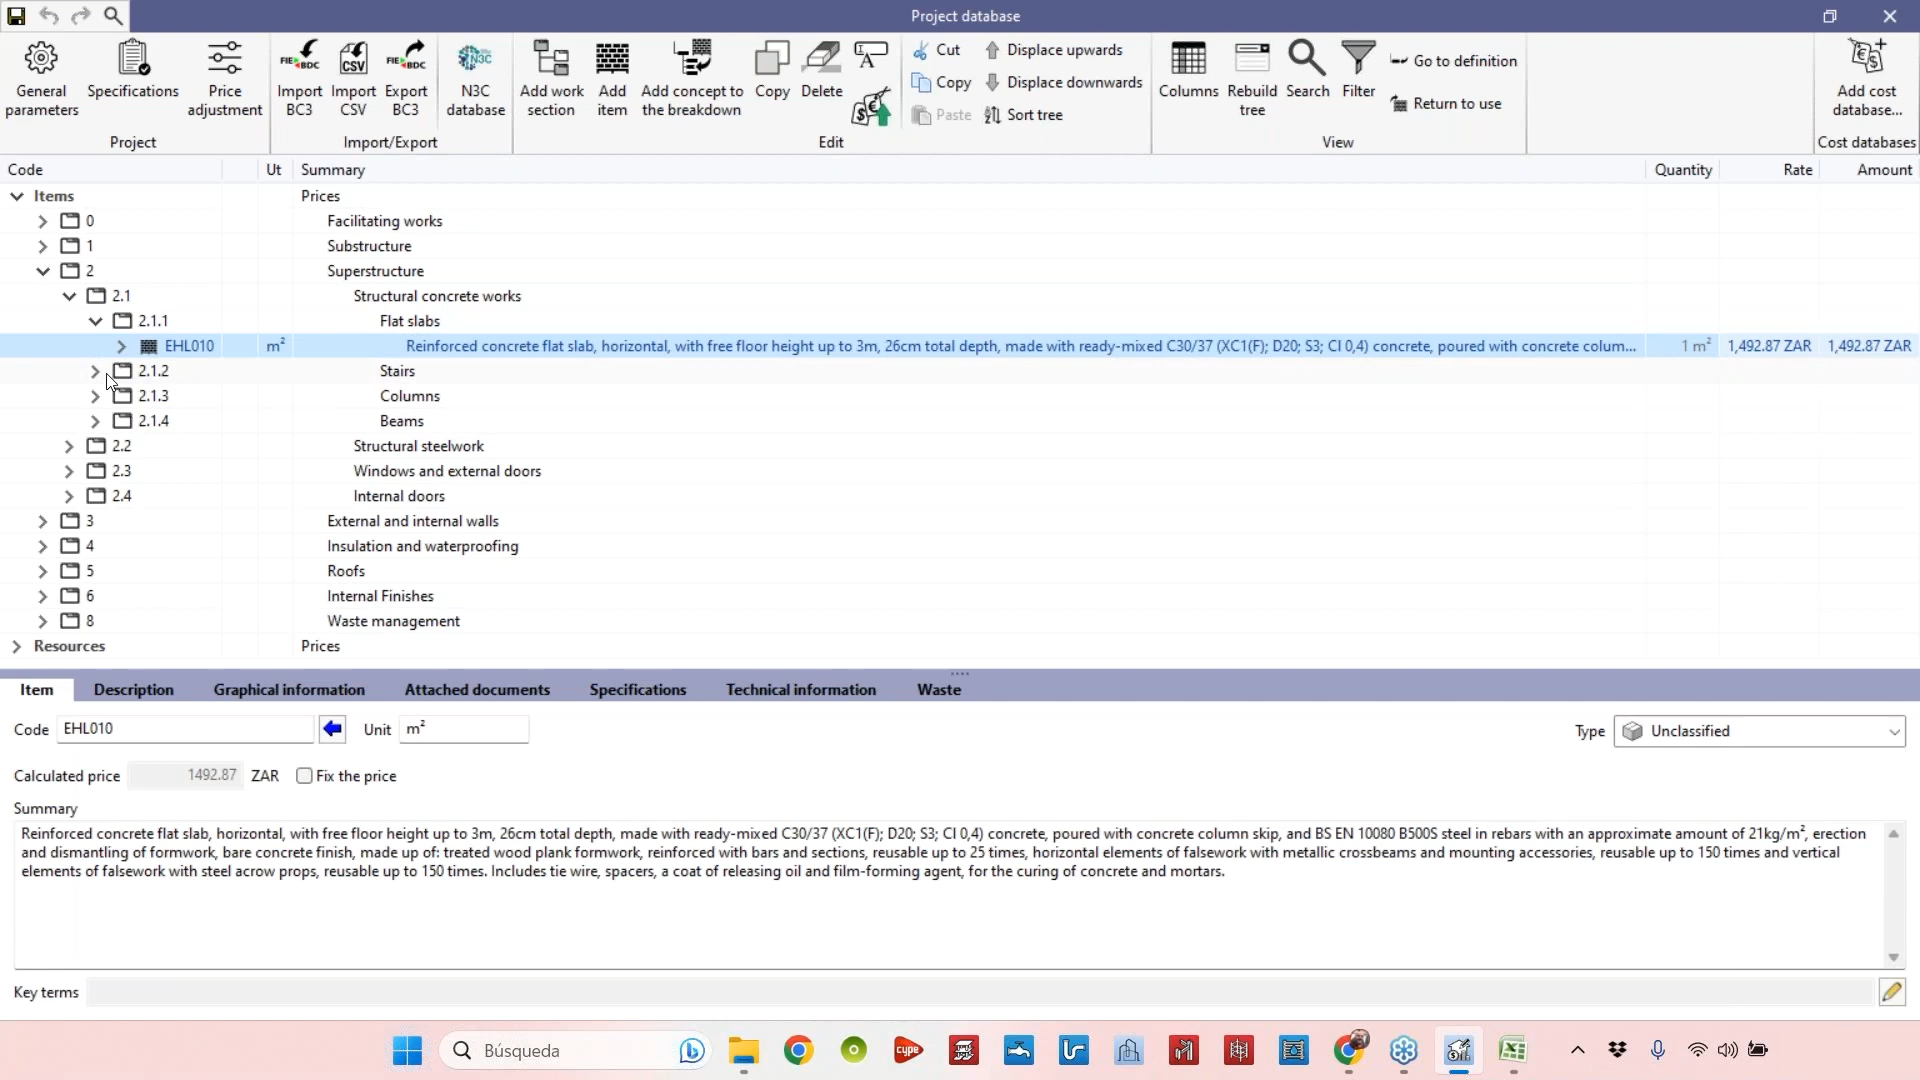 Project database
General parameters
Specifications
Price adjustment
Project
FIE BDC
Import BC3
CSV
Import CSV
FIE BDC
Export BC3
Import/Export
N3C
N3C database
Add work section
Add item
Add concept to the breakdown
Copy
Delete
A
Cut
Copy
Paste
Displace upwards
Displace downwards
Sort tree
Edit
Columns
Rebuild tree
Search
Filter
Go to definition
Return to use
View
Add cost database...
Cost databases
Code Ut Summary Quantity Rate Amount
Items Prices
0 Facilitating works
1 Substructure
2 Superstructure
2.1 Structural concrete works
2.1.1 Flat slabs
EHL010 m² Reinforced concrete flat slab, horizontal, with free floor height up to 3m, 26cm total depth, made with ready-mixed C30/37 (XC1(F); D20; S3; Cl 0,4) concrete, poured with concrete colum... 1 m² 1,492.87 ZAR 1,492.87 ZAR
2.1.2 Stairs
2.1.3 Columns
2.1.4 Beams
2.2 Structural steelwork
2.3 Windows and external doors
2.4 Internal doors
3 External and internal walls
4 Insulation and waterproofing
5 Roofs
6 Internal Finishes
8 Waste management
Resources Prices
Item Description Graphical information Attached documents Specifications Technical information Waste
Code EHL010 Unit m² Type Unclassified
Calculated price 1492.87 ZAR Fix the price
Summary
Reinforced concrete flat slab, horizontal, with free floor height up to 3m, 26cm total depth, made with ready-mixed C30/37 (XC1(F); D20; S3; Cl 0,4) concrete, poured with concrete column skip, and BS EN 10080 B500S steel in rebars with an approximate amount of 21kg/m², erection
and dismantling of formwork, bare concrete finish, made up of: treated wood plank formwork, reinforced with bars and sections, reusable up to 25 times, horizontal elements of falsework with metallic crossbeams and mounting accessories, reusable up to 150 times and vertical
elements of falsework with steel acrow props, reusable up to 150 times. Includes tie wire, spacers, a coat of releasing oil and film-forming agent, for the curing of concrete and mortars.
Key terms
Búsqueda
cype